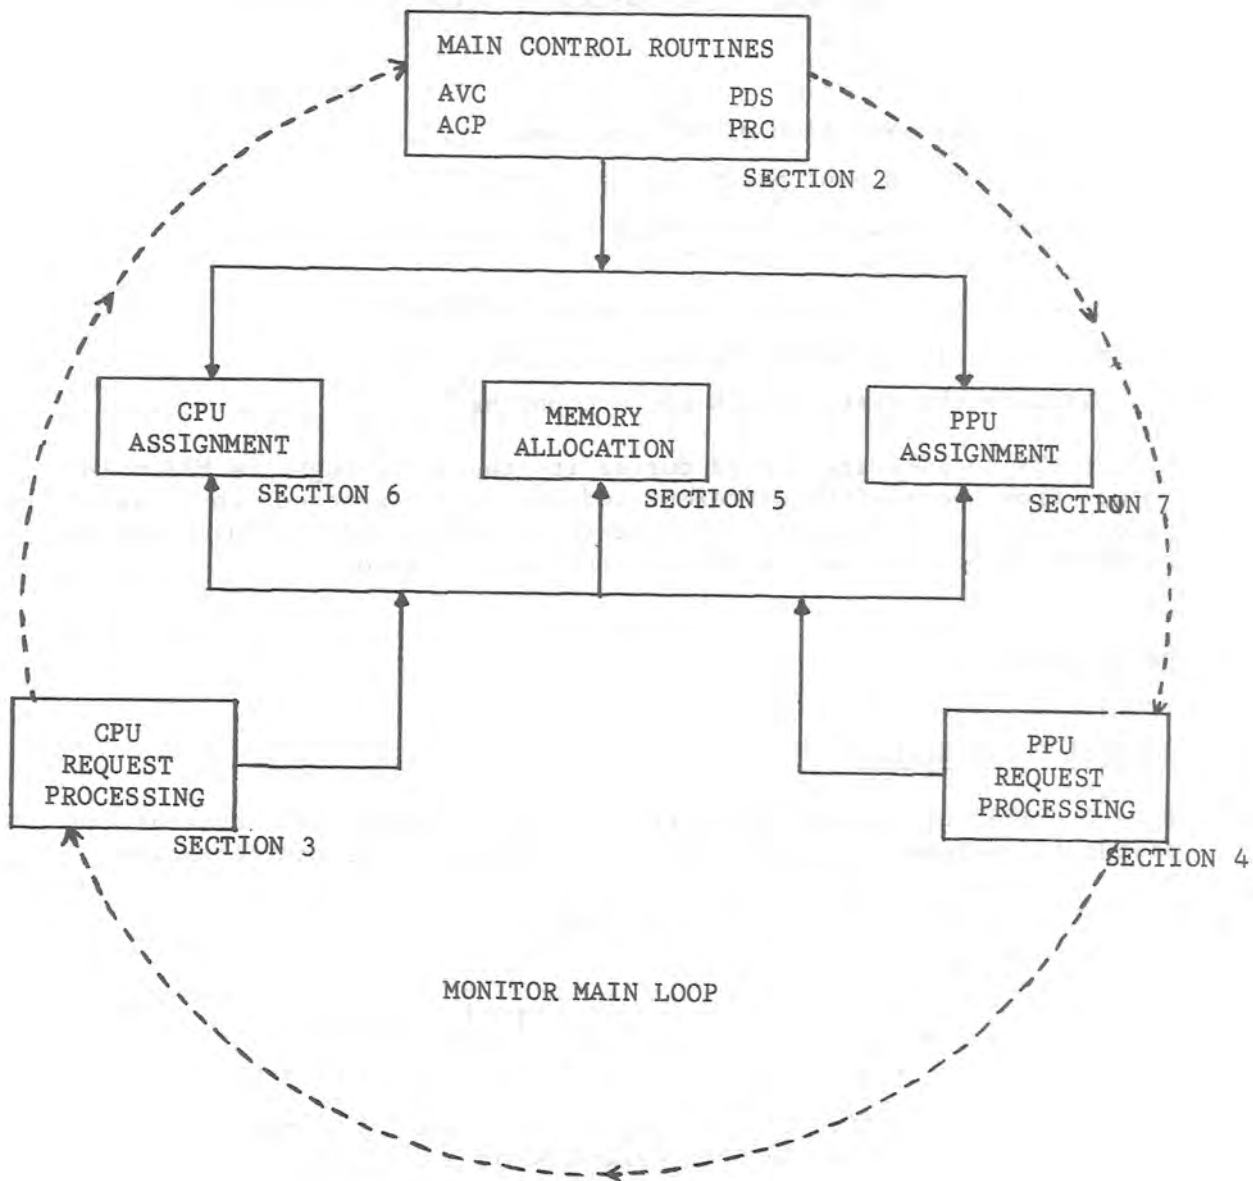 MAIN CONTROL ROUTINES
AVC PDS
ACP PRC
SECTION 2
CPU
ASSIGNMENT
SECTION 6
MEMORY
ALLOCATION
SECTION 5
PPU
ASSIGNMENT
SECTION 7
CPU
REQUEST
PROCESSING
SECTION 3
PPU
REQUEST
PROCESSING
SECTION 4
MONITOR MAIN LOOP